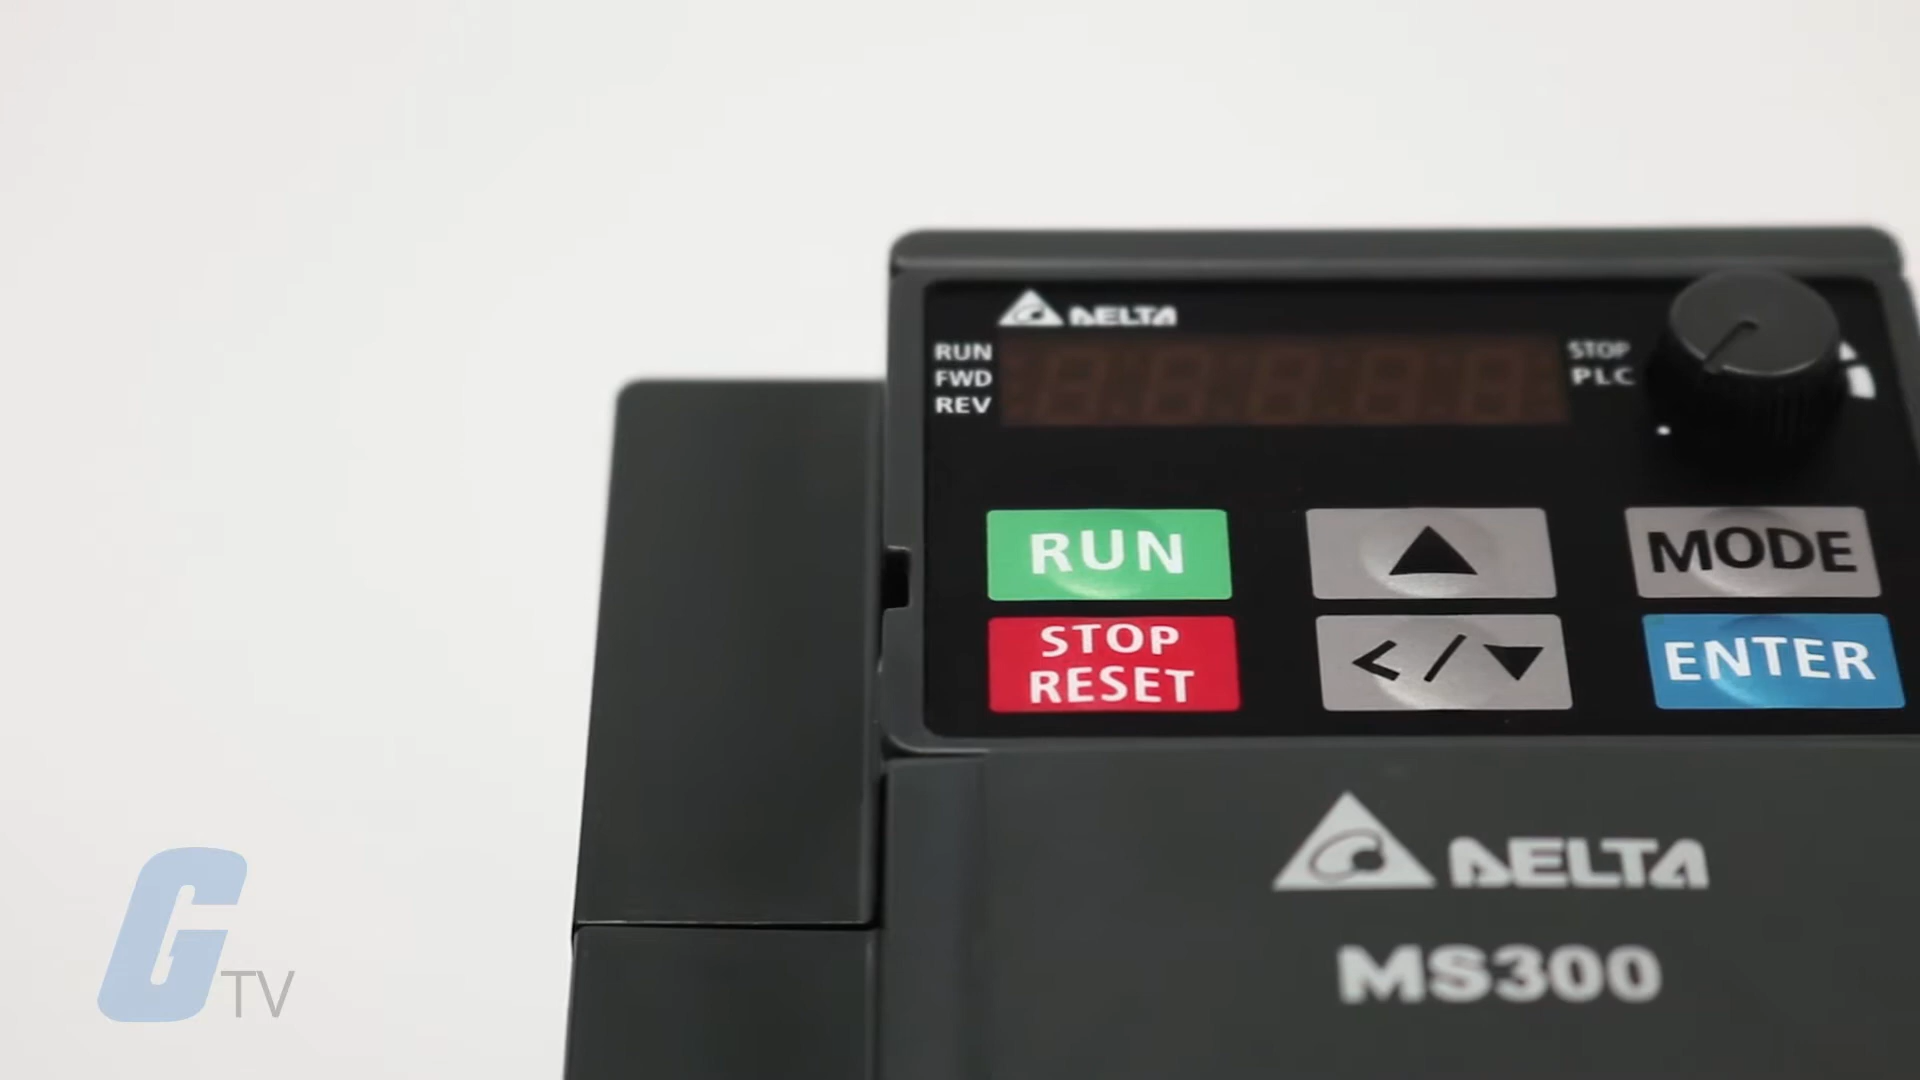 DELTA
RUN
FWD
REV
STOP
PLC
RUN
MODE
STOP
RESET
</
ENTER
DELTA
MS300
G TV